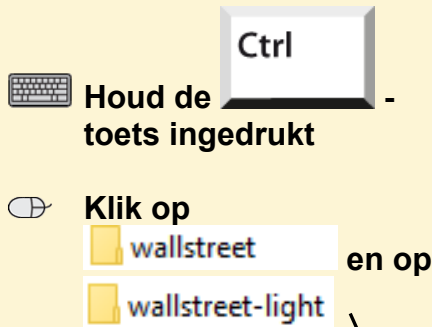 Ctrl
Houd de -
toets ingedrukt
Klik op
wallstreet en op
wallstreet-light